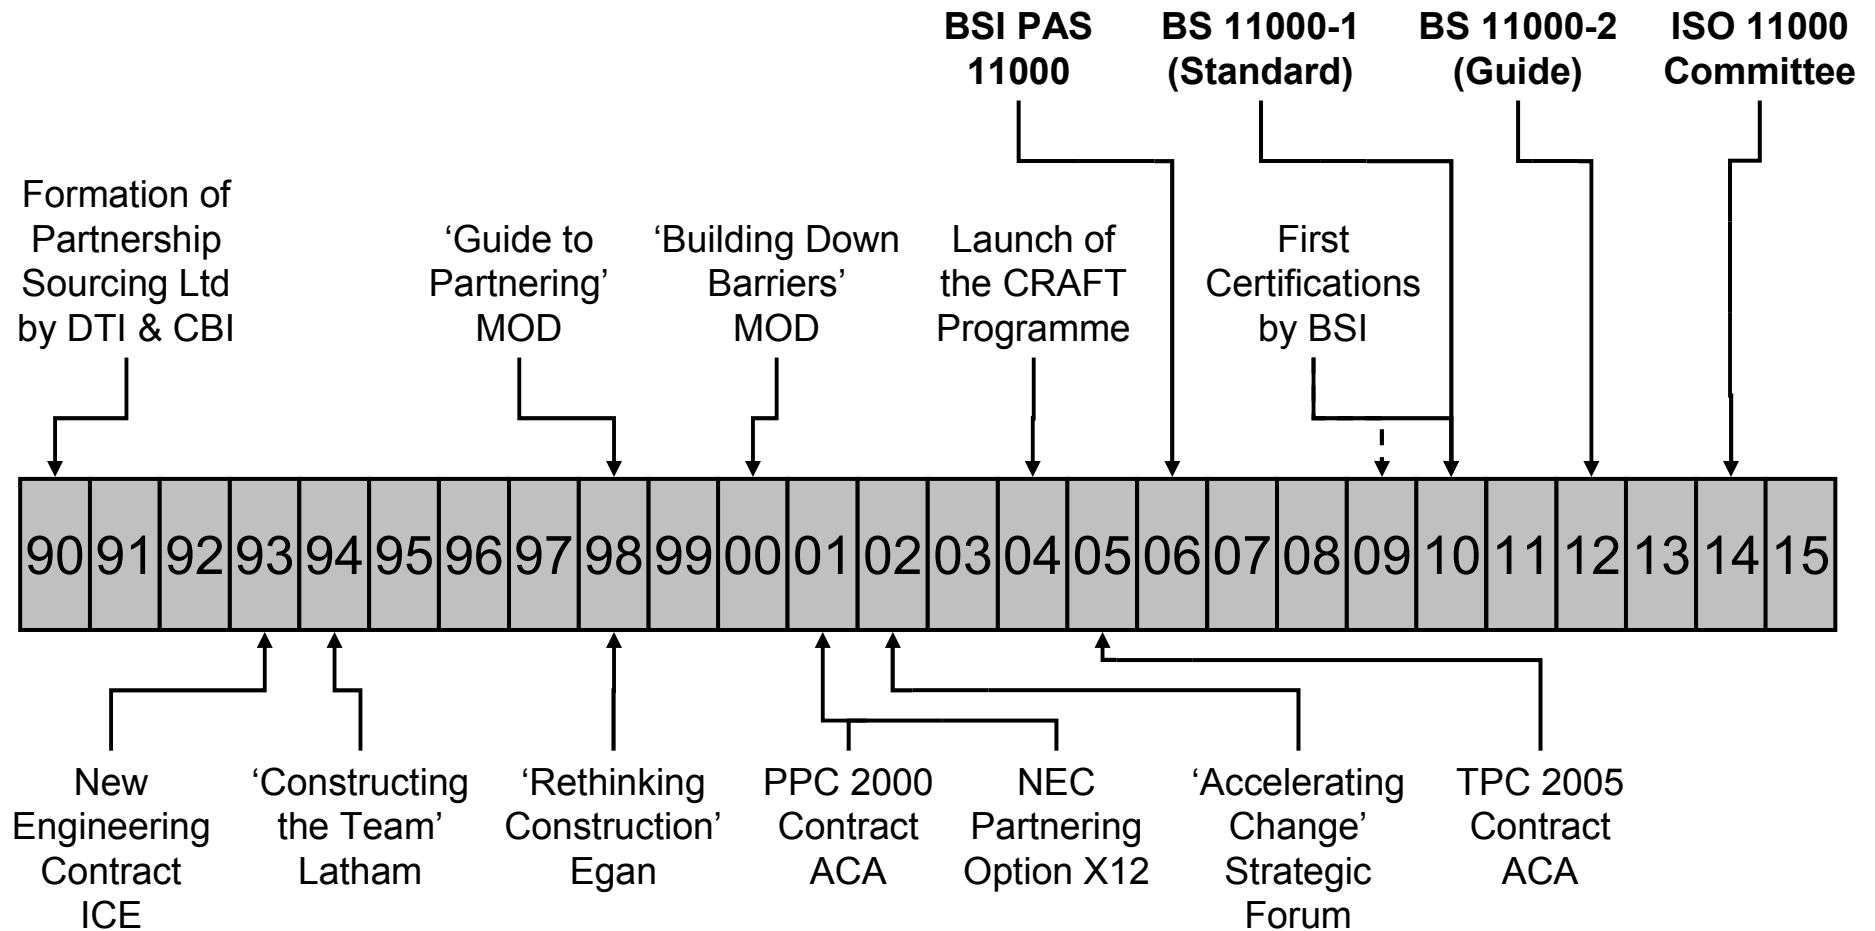 BSI PAS
11000
BS 11000-1
(Standard)
BS 11000-2
(Guide)
ISO 11000
Committee
Formation of
Partnership
Sourcing Ltd
by DTI & CBI
‘Guide to
Partnering’
MOD
‘Building Down
Barriers’
MOD
Launch of
the CRAFT
Programme
First
Certifications
by BSI
90 91 92 93 94 95 96 97 98 99 00 01 02 03 04 05 06 07 08 09 10 11 12 13 14 15
New
Engineering
Contract
ICE
‘Constructing
the Team’
Latham
‘Rethinking
Construction’
Egan
PPC 2000
Contract
ACA
NEC
Partnering
Option X12
‘Accelerating
Change’
Strategic
Forum
TPC 2005
Contract
ACA